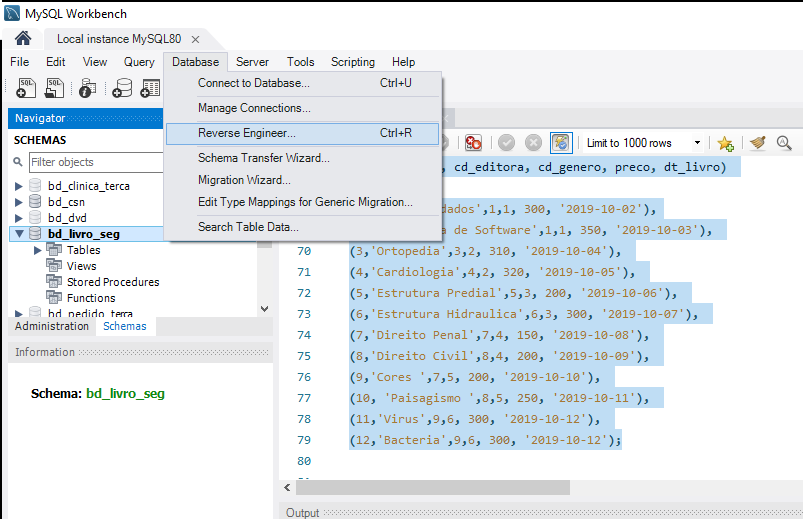 MySQL Workbench
Local instance MySQL80
File Edit View Query Database Server Tools Scripting Help
Connect to Database... Ctrl+U
Manage Connections...
Reverse Engineer... Ctrl+R
Schema Transfer Wizard...
Migration Wizard...
Edit Type Mappings for Generic Migration...
Search Table Data...
Navigator
SCHEMAS
Filter objects
bd_clinica_terca
bd_csn
bd_dvd
bd_livro_seg
Tables
Views
Stored Procedures
Functions
bd_pedido_terca
Administration Schemas
Information
Schema: bd_livro_seg
Limit to 1000 rows
, cd_editora, cd_genero, preco, dt_livro)
dados',1,1, 300, '2019-10-02'),
de Software',1,1, 350, '2019-10-03'),
70 (3,'Ortopedia',3,2, 310, '2019-10-04'),
71 (4,'Cardiologia',4,2, 320, '2019-10-05'),
72 (5,'Estrutura Predial',5,3, 200, '2019-10-06'),
73 (6,'Estrutura Hidraulica',6,3, 300, '2019-10-07'),
74 (7,'Direito Penal',7,4, 150, '2019-10-08'),
75 (8,'Direito Civil',8,4, 200, '2019-10-09'),
76 (9,'Cores ',7,5, 200, '2019-10-10'),
77 (10, 'Paisagismo ',8,5, 250, '2019-10-11'),
78 (11,'Virus',9,6, 300, '2019-10-12'),
79 (12,'Bacteria',9,6, 300, '2019-10-12');
80
Output